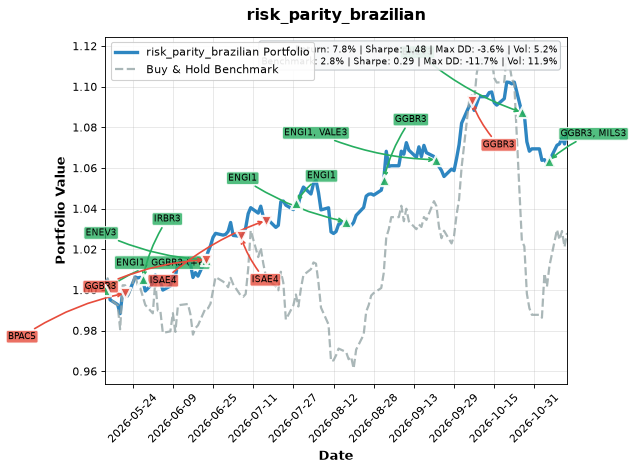 risk_parity_brazilian
risk_parity_brazilian Portfolio
Buy & Hold Benchmark
urn: 7.8% | Sharpe: 1.48 | Max DD: -3.6% | Vol: 5.2%
Benchmark: 2.8% | Sharpe: 0.29 | Max DD: -11.7% | Vol: 11.9%
1.12
1.10
1.08
1.06
1.04
1.02
1.00
0.98
0.96
Portfolio Value
GGBR3
GGBR3, MILS3
ENGI1, VALE3
GGBR3
ENGI1
ENGI1
IRBR3
ENEV3
ENGI1, GGBR3
ISAE4
ISAE4
GGBR3
BPAC5
2026-05-24
2026-06-09
2026-06-25
2026-07-11
2026-07-27
2026-08-12
2026-08-28
2026-09-13
2026-09-29
2026-10-15
2026-10-31
Date